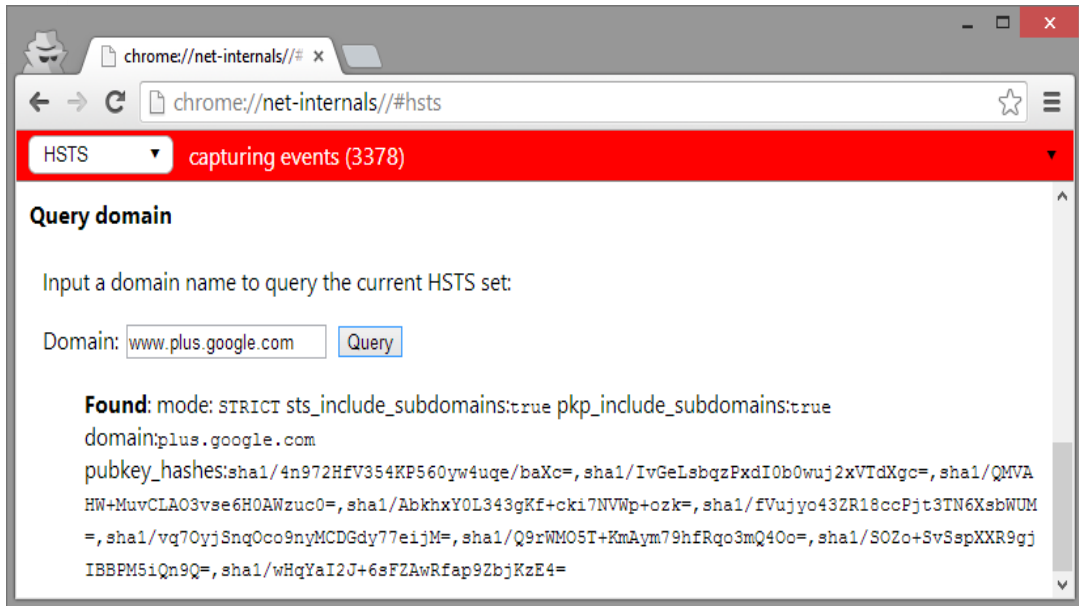 chrome://net-internals//#
chrome://net-internals//#hsts
HSTS capturing events (3378)
Query domain
Input a domain name to query the current HSTS set:
Domain: www.plus.google.com Query
Found: mode: STRICT sts_include_subdomains:true pkp_include_subdomains:true
domain:plus.google.com
pubkey_hashes:sha1/4n972HfV354KP560yw4uqe/baXc=,sha1/IvGeLsbqzPxdI0b0wuj2xVTdXgc=,sha1/QMVA
HW+MuvCLAO3vse6H0AWzuc0=,sha1/AbkhxY0L343gKf+cki7NVWp+ozk=,sha1/fVujyo43ZR18ccPjt3TN6XsbWUM
=,sha1/vq7OyjSnqOco9nyMCDGdy77eijM=,sha1/Q9rWMO5T+KmAym79hfRqo3mQ4Oo=,sha1/SOZo+SvSspXXR9gj
IBBPM5iQn9Q=,sha1/wHqYaI2J+6sFZAwRfap9ZbjKzE4=